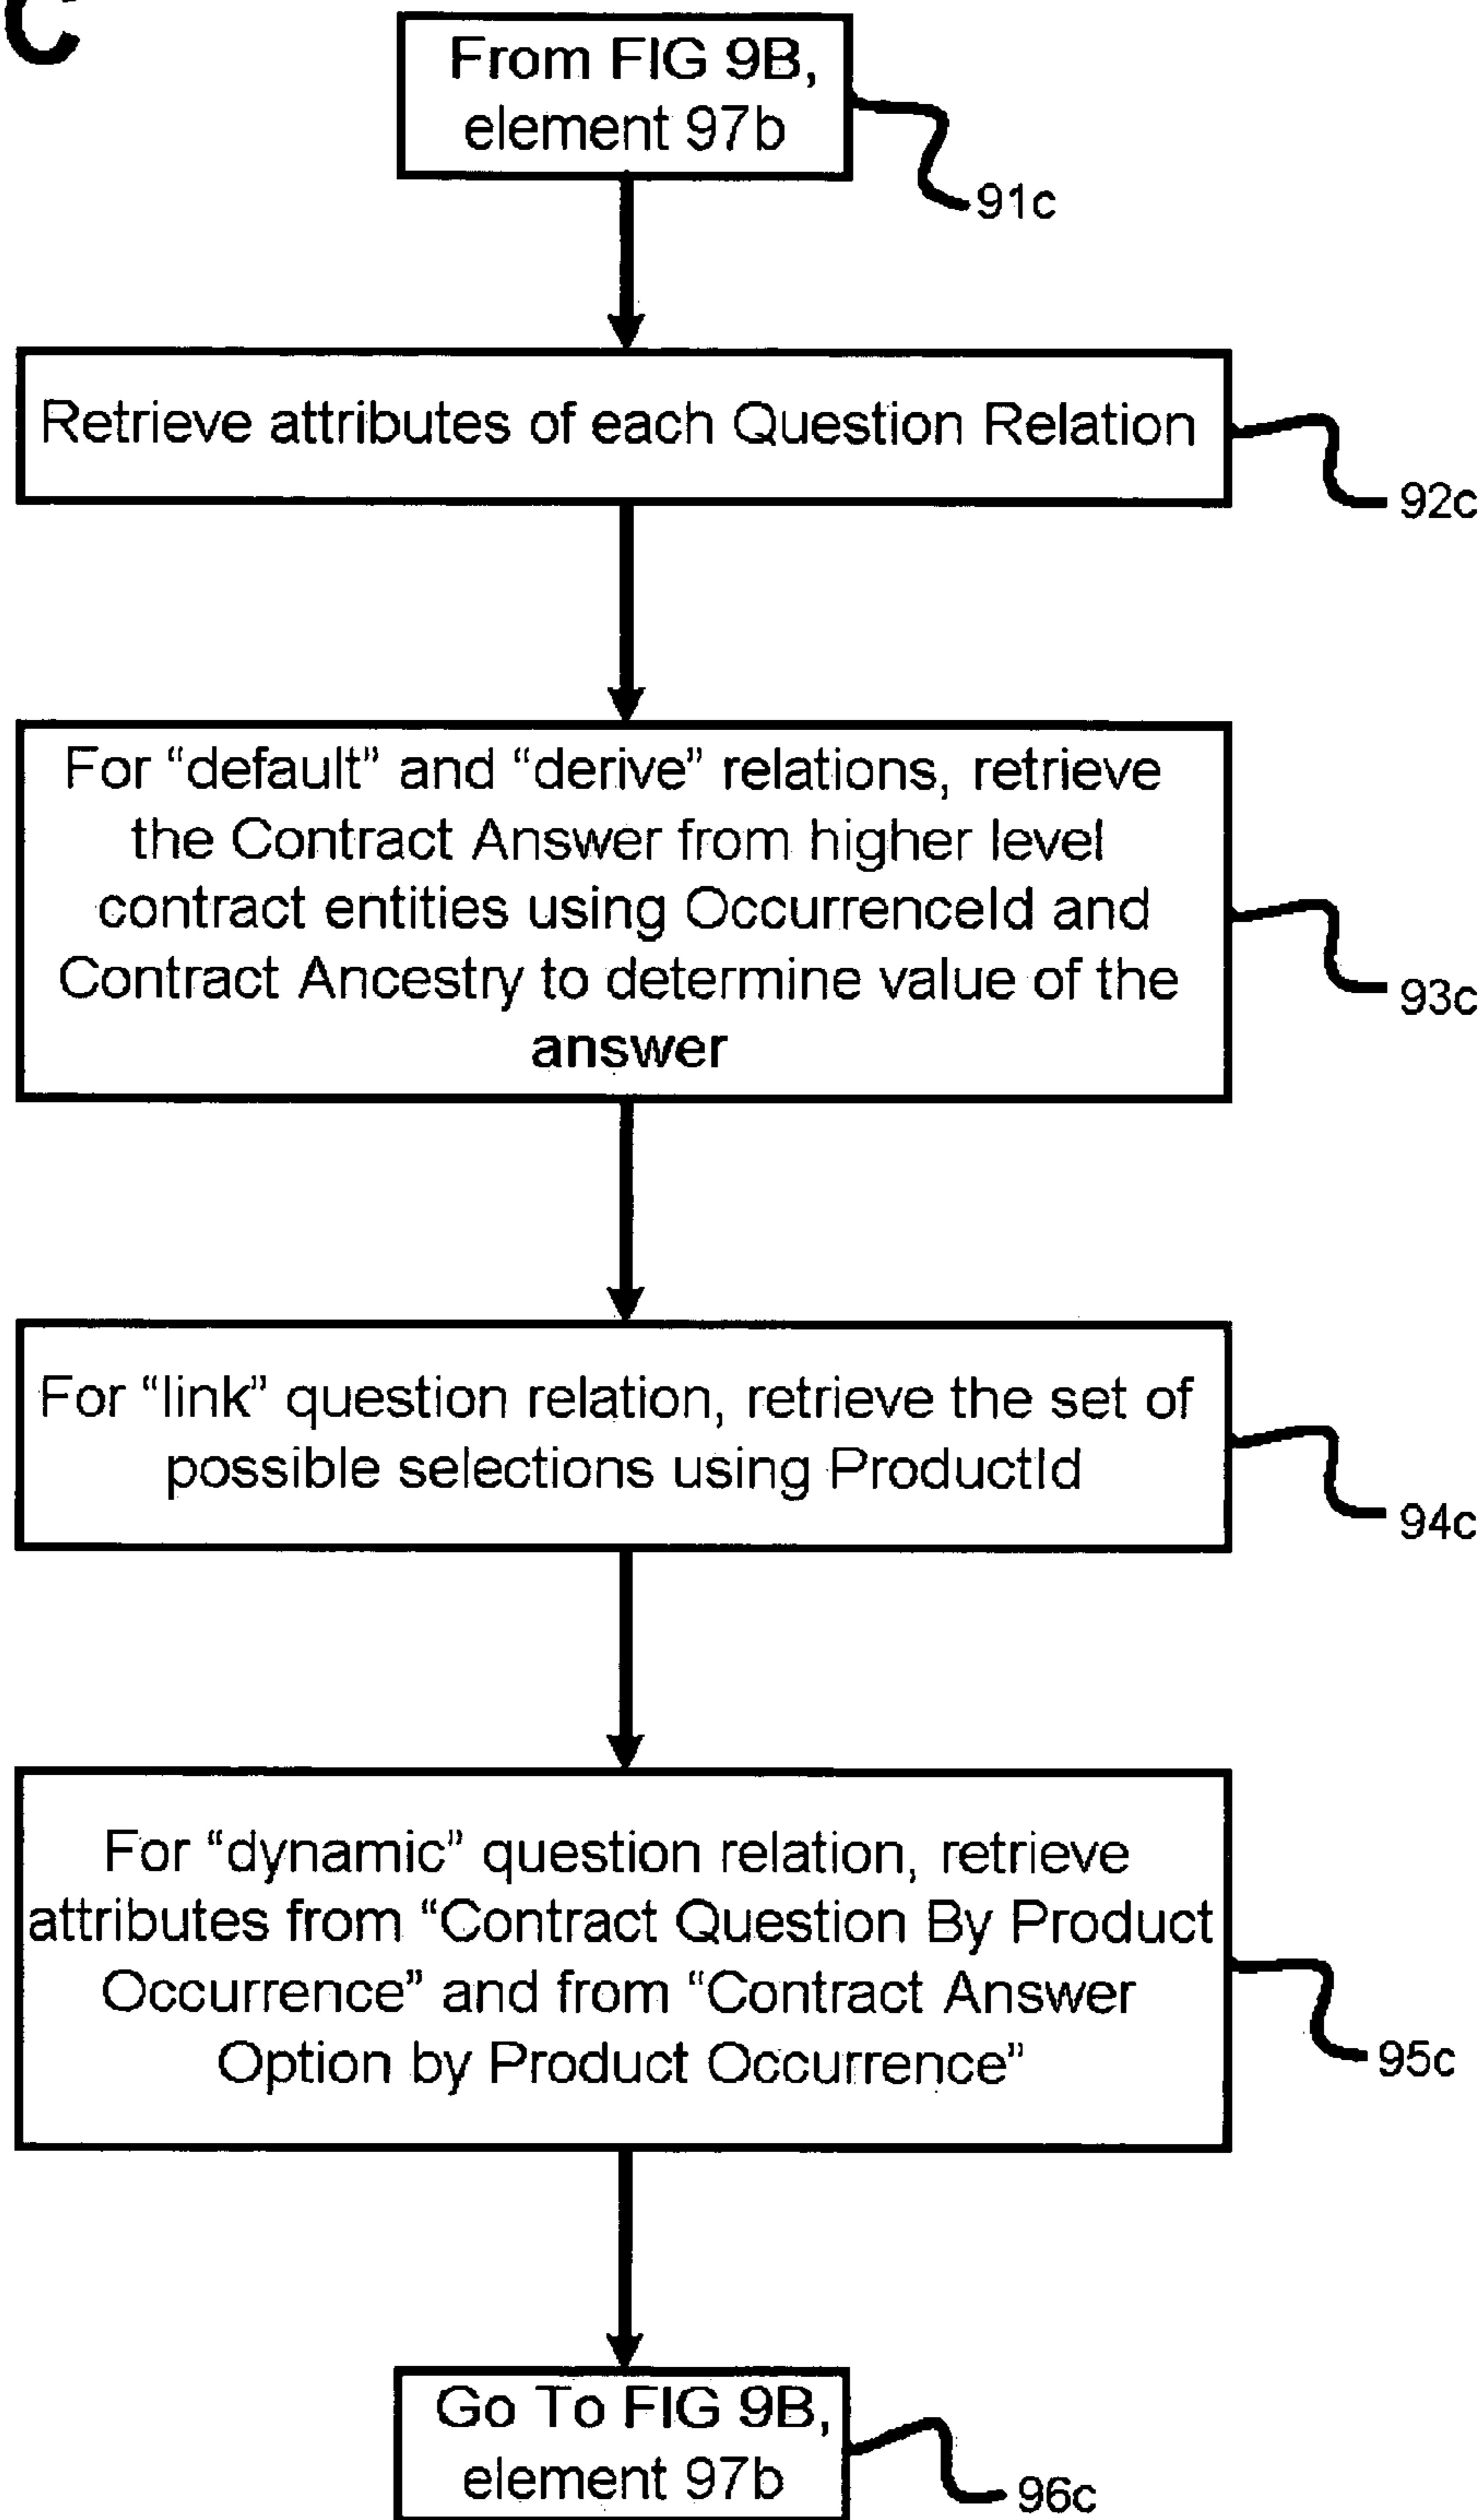 C
From FIG 9B,
element 97b
91c
Retrieve attributes of each Question Relation
92c
For “default” and “derive” relations, retrieve
the Contract Answer from higher level
contract entities using OccurrenceId and
Contract Ancestry to determine value of the
answer
93c
For “link” question relation, retrieve the set of
possible selections using ProductId
94c
For “dynamic” question relation, retrieve
attributes from “Contract Question By Product
Occurrence” and from “Contract Answer
Option by Product Occurrence”
95c
Go To FIG 9B,
element 97b
96c